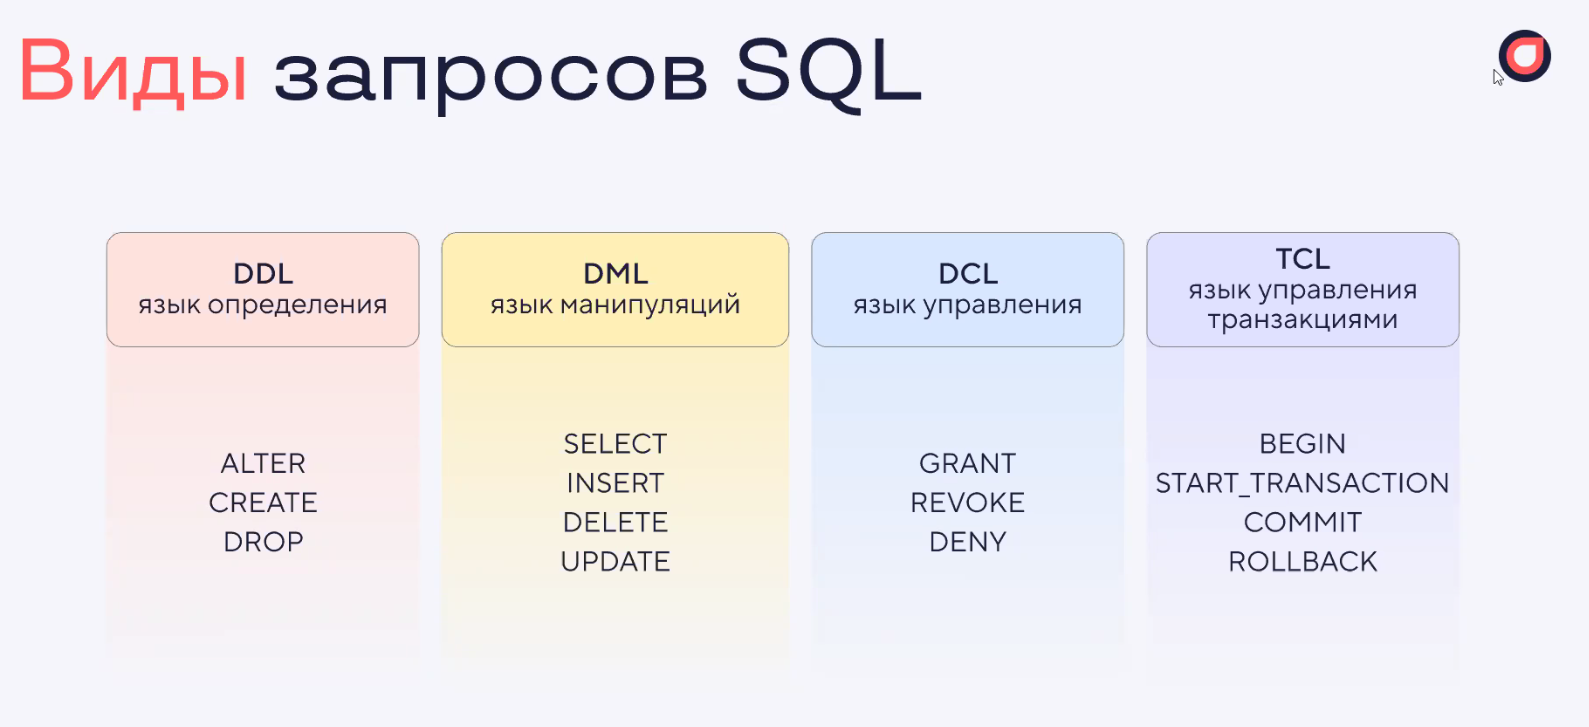 Виды запросов SQL
DDL
язык определения
ALTER
CREATE
DROP
DML
язык манипуляций
SELECT
INSERT
DELETE
UPDATE
DCL
язык управления
GRANT
REVOKE
DENY
TCL
язык управления
транзакциями
BEGIN
START_TRANSACTION
COMMIT
ROLLBACK